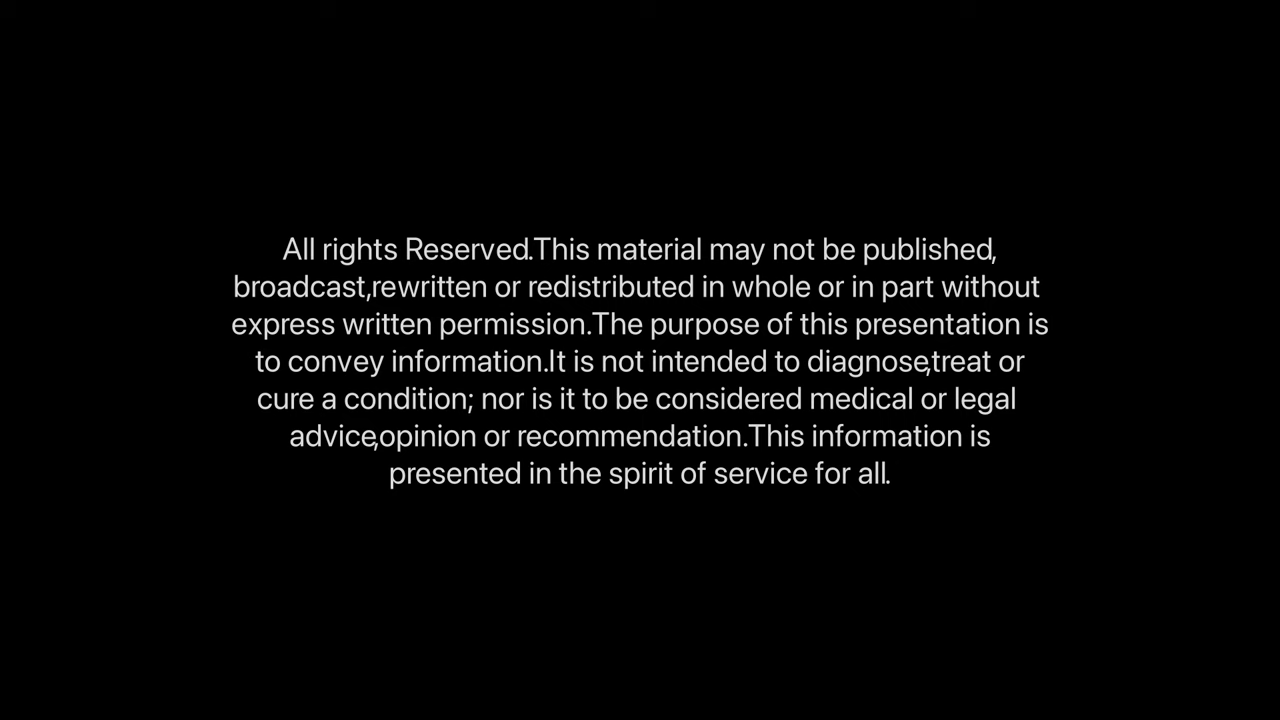 All rights Reserved.This material may not be published,
broadcast,rewritten or redistributed in whole or in part without
express written permission.The purpose of this presentation is
to convey information.It is not intended to diagnose,treat or
cure a condition; nor is it to be considered medical or legal
advice,opinion or recommendation.This information is
presented in the spirit of service for all.